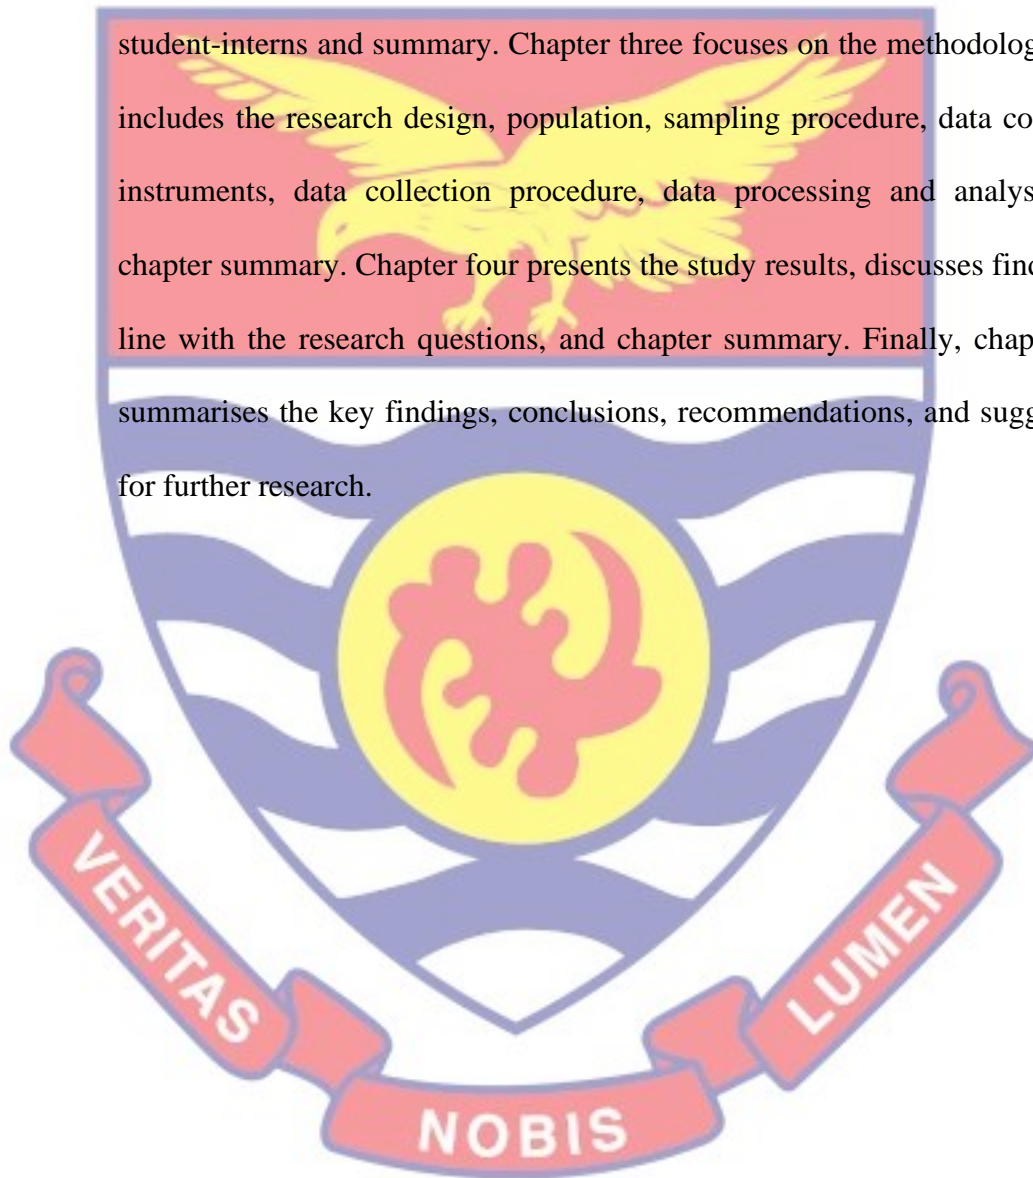 student-interns and summary. Chapter three focuses on the methodolog
includes the research design, population, sampling procedure, data co
instruments, data collection procedure, data processing and analys
chapter summary. Chapter four presents the study results, discusses find
line with the research questions, and chapter summary. Finally, chap
summarises the key findings, conclusions, recommendations, and sugg
for further research.
VERITAS
NOBIS
LUMEN